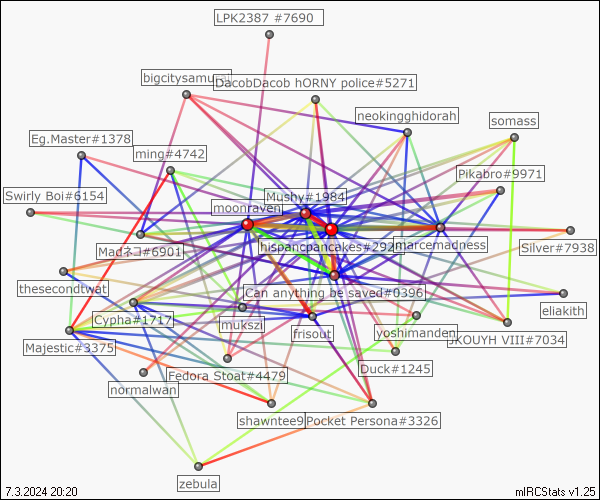 LPK2387 #7690
bigcitysamurai
DacobDacob hORNY police#5271
neokingghidorah
somass
Eg.Master#1378
ming#4742
Pikabro#9971
Swirly Boi#6154
Mushy#1984
moonraven
Madネコ#6901
hispancpancakes#292
marcemadness
Silver#7938
thesecondtwat
Can anything be saved#0396
eliakith
Cypha#1717
mukszi
frisout
yoshimanden
JKOUYH VIII#7034
Majestic#3375
Duck#1245
Fedora Stoat#4479
normalwan
shawntee9
Pocket Persona#3326
zebula
7.3.2024 20:20
mIRCStats v1.25